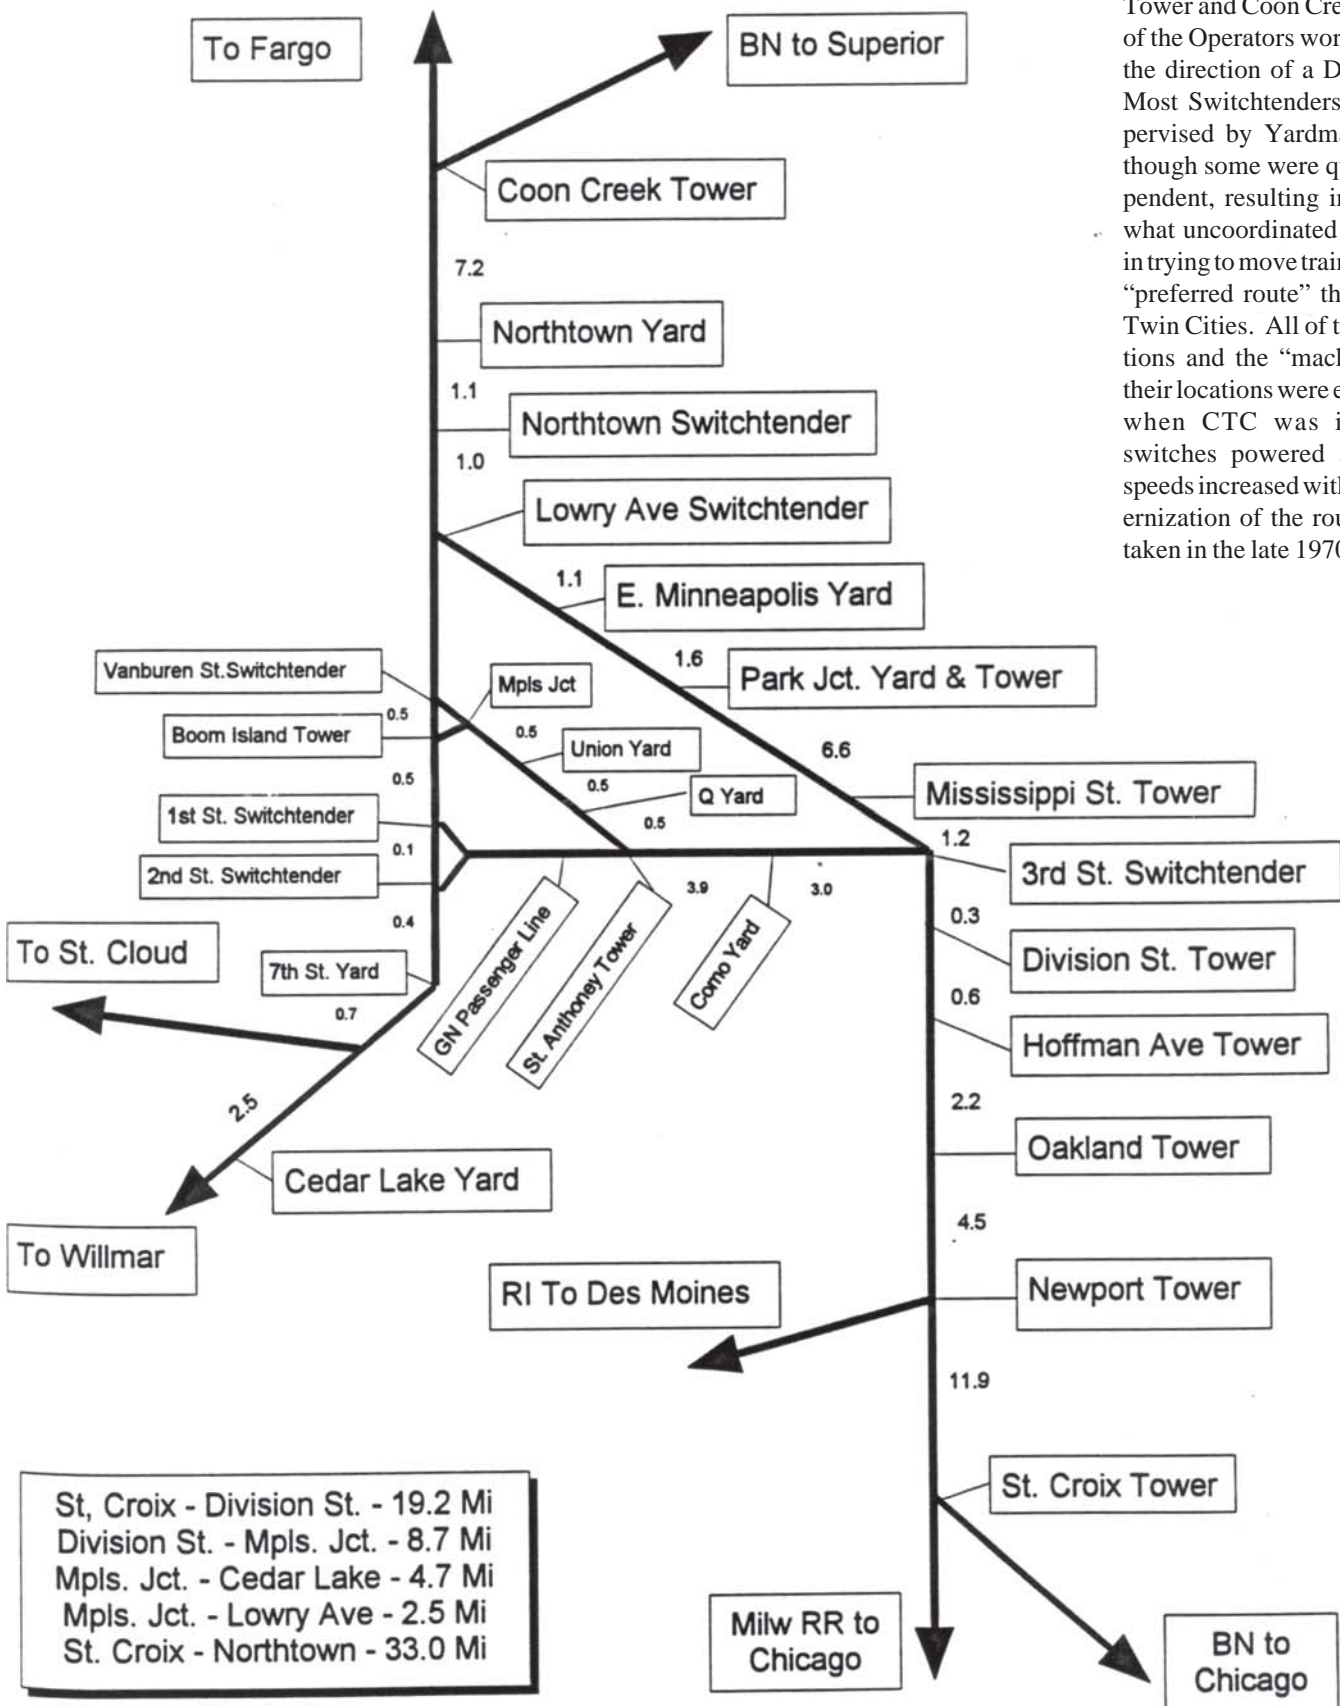 To Fargo
BN to Superior
Tower and Coon Cre
of the Operators wor
the direction of a D
Most Switchtenders
pervised by Yardma
though some were q
pendent, resulting in
what uncoordinated
in trying to move train
“preferred route” th
Twin Cities. All of t
tions and the “mach
their locations were e
when CTC was i
switches powered
speeds increased with
ernization of the rou
taken in the late 1970
Coon Creek Tower
7.2
Northtown Yard
1.1
Northtown Switchtender
1.0
Lowry Ave Switchtender
1.1
E. Minneapolis Yard
1.6
Park Jct. Yard & Tower
6.6
Mississippi St. Tower
1.2
Vanburen St.Switchtender
Mpls Jct
0.5
Boom Island Tower
0.5
Union Yard
0.5
0.5
Q Yard
0.5
1st St. Switchtender
0.1
2nd St. Switchtender
0.4
3.9
3.0
GN Passenger Line
St. Anthoney Tower
Como Yard
3rd St. Switchtender
0.3
Division St. Tower
0.6
Hoffman Ave Tower
2.2
Oakland Tower
4.5
Newport Tower
11.9
St. Croix Tower
To St. Cloud
7th St. Yard
0.7
2.5
Cedar Lake Yard
To Willmar
RI To Des Moines
St, Croix - Division St. - 19.2 Mi
Division St. - Mpls. Jct. - 8.7 Mi
Mpls. Jct. - Cedar Lake - 4.7 Mi
Mpls. Jct. - Lowry Ave - 2.5 Mi
St. Croix - Northtown - 33.0 Mi
Milw RR to
Chicago
BN to
Chicago